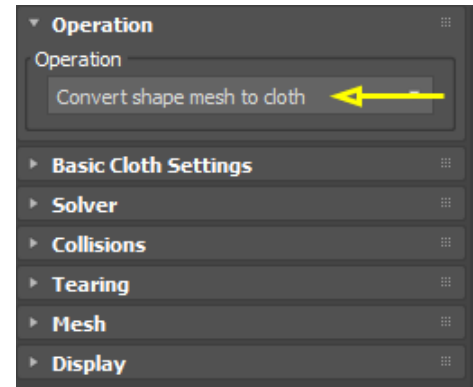 Operation
Operation
Convert shape mesh to cloth
Basic Cloth Settings
Solver
Collisions
Tearing
Mesh
Display